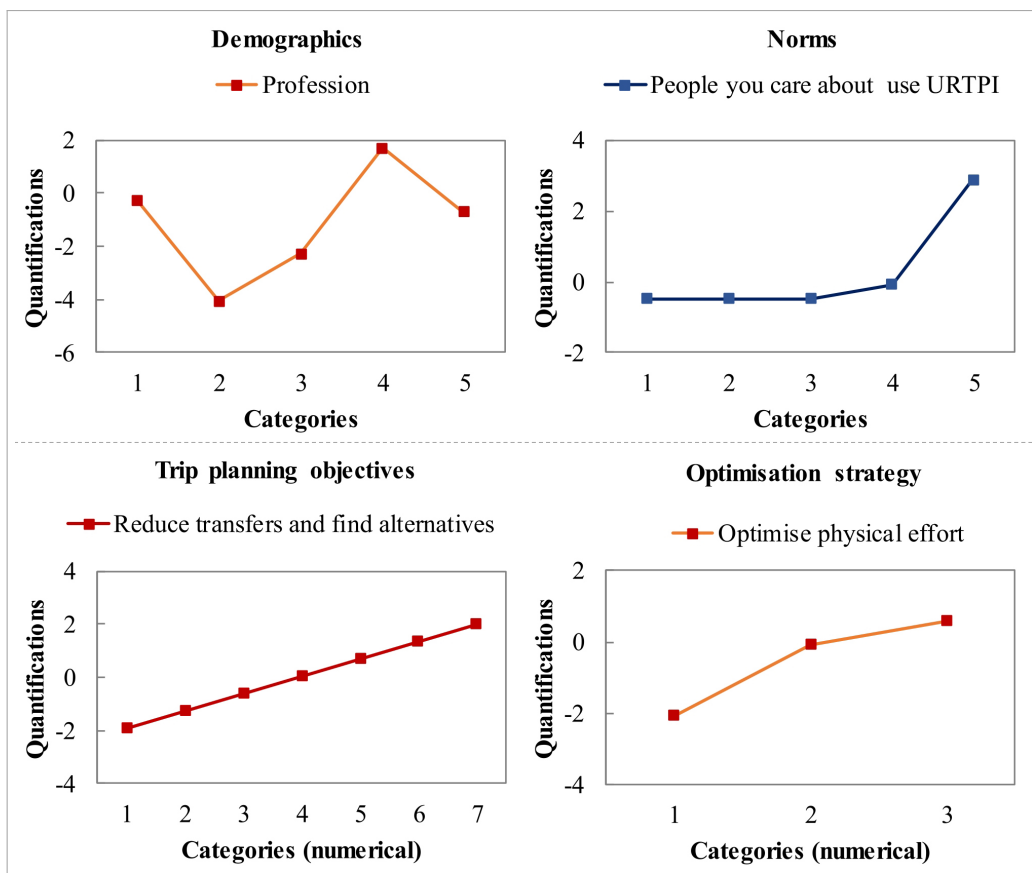 Demographics
Profession
2
0
-2
-4
-6
Quantifications
1 2 3 4 5
Categories
Norms
People you care about use URTPI
4
2
0
-2
Quantifications
1 2 3 4 5
Categories
Trip planning objectives
Reduce transfers and find alternatives
4
2
0
-2
-4
Quantifications
1 2 3 4 5 6 7
Categories (numerical)
Optimisation strategy
Optimise physical effort
2
0
-2
-4
Quantifications
1 2 3
Categories (numerical)